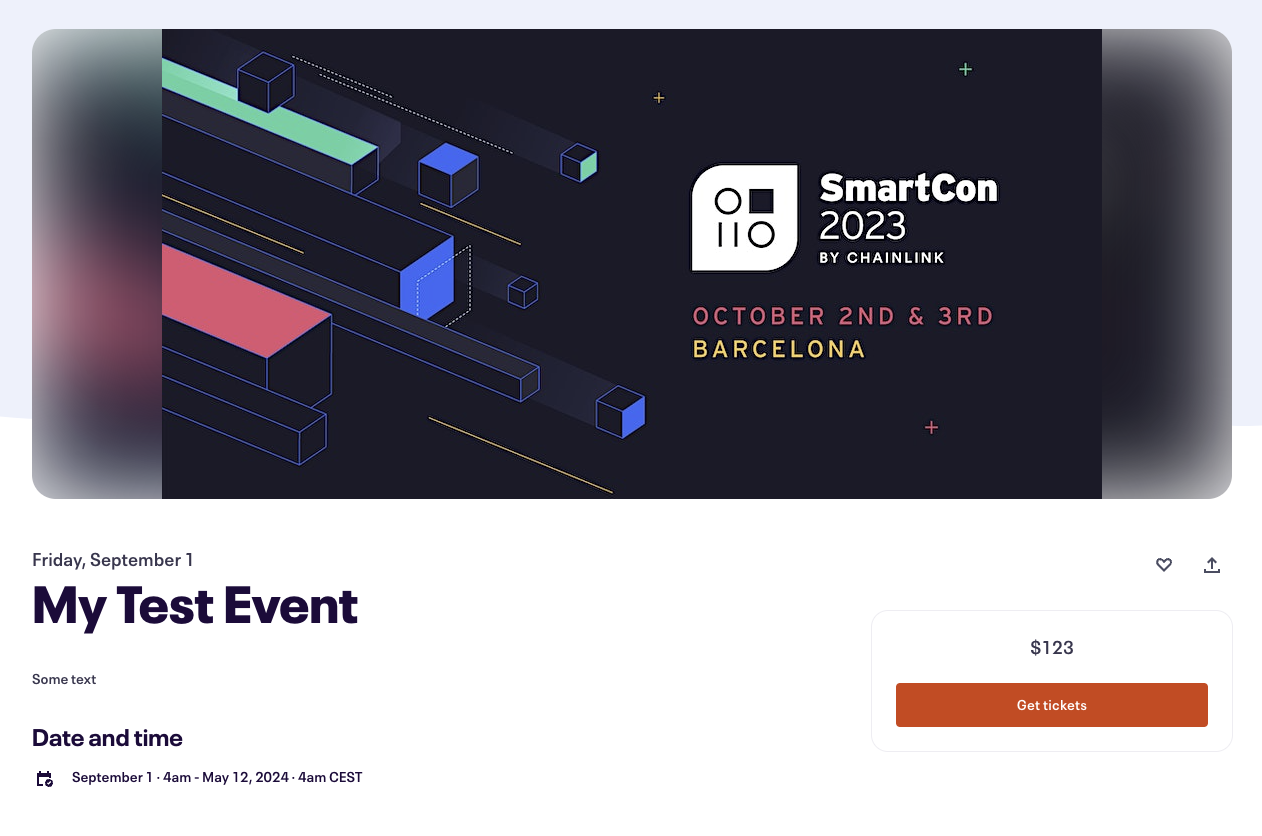 SmartCon
2023
BY CHAINLINK
OCTOBER 2ND & 3RD
BARCELONA
Friday, September 1
My Test Event
$123
Some text
Get tickets
Date and time
September 1 · 4am - May 12, 2024 · 4am CEST